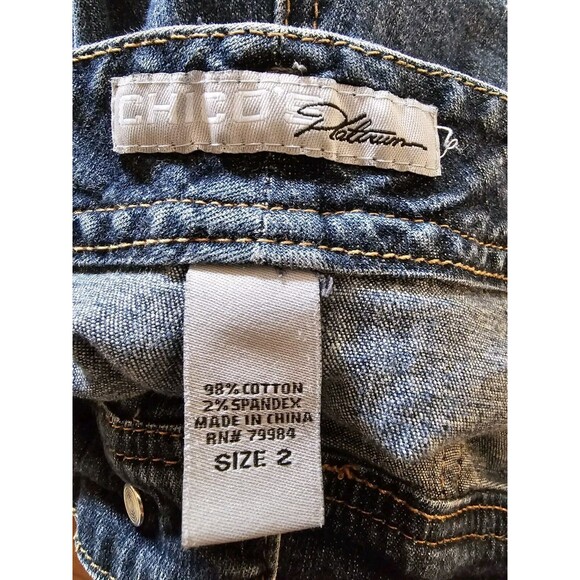 CHICO'S Platinum
98% COTTON
2% SPANDEX
MADE IN CHINA
RN# 79984
SIZE 2